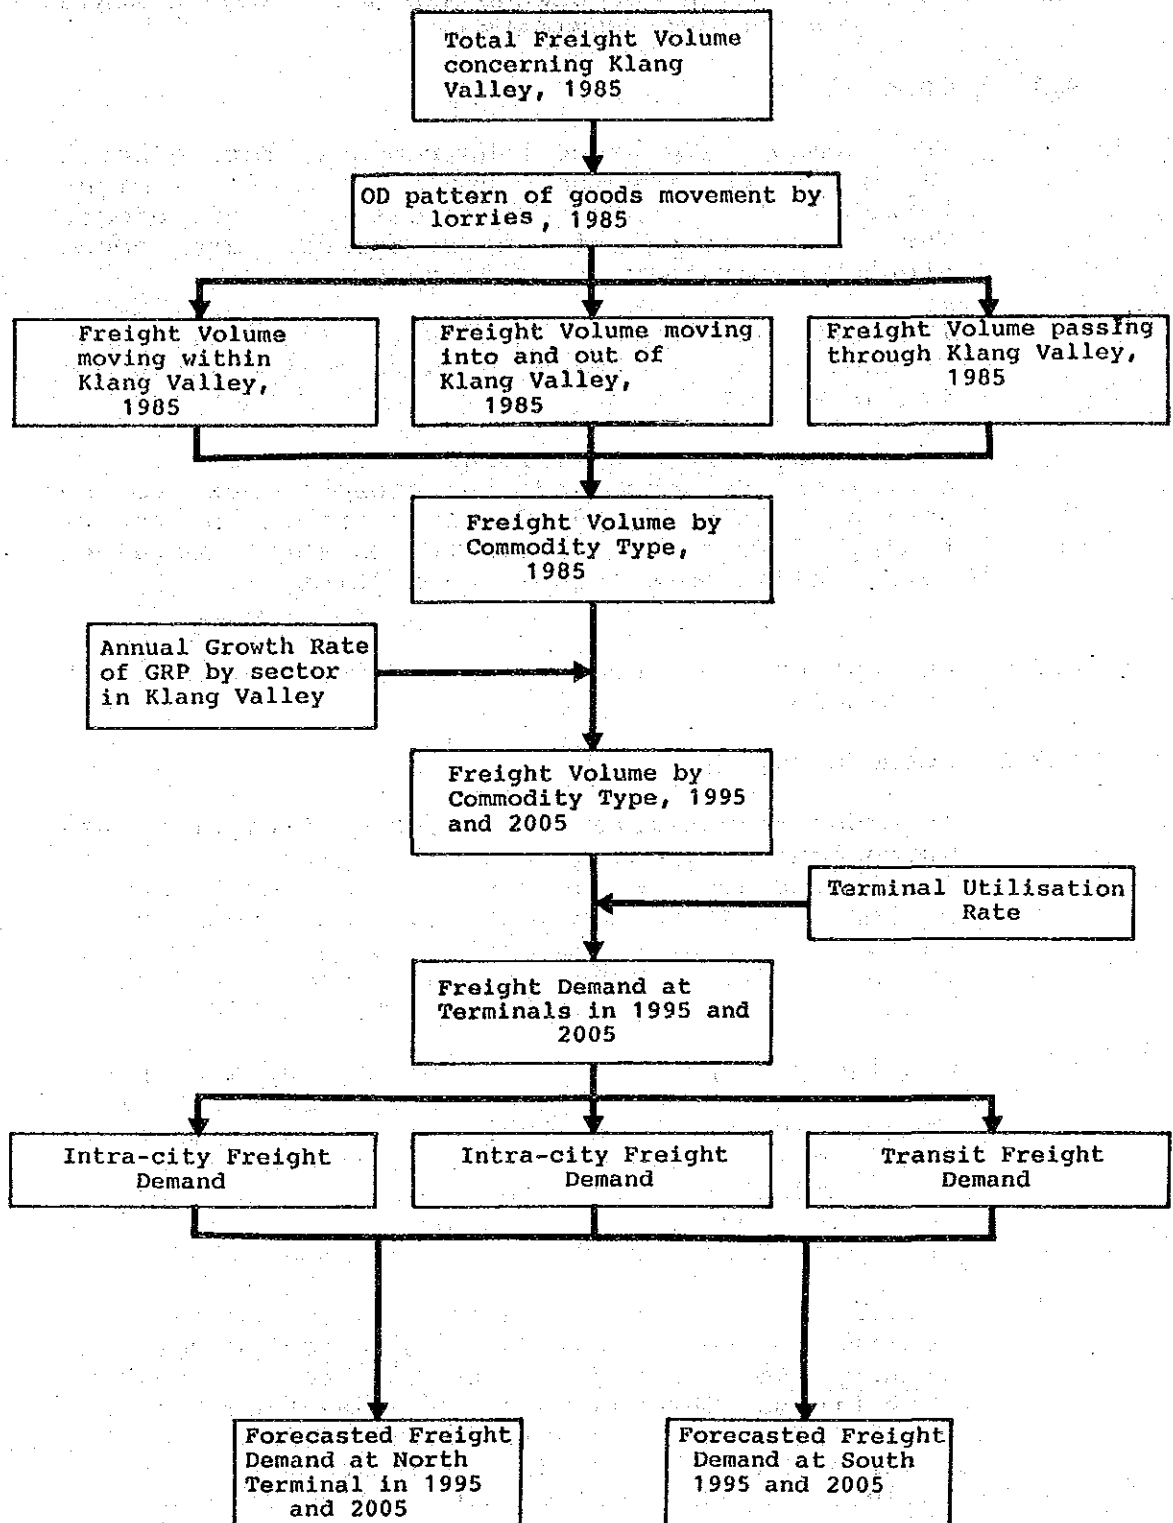 Total Freight Volume
concerning Klang
Valley, 1985
OD pattern of goods movement by
lorries, 1985
Freight Volume
moving within
Klang Valley,
1985
Freight Volume moving
into and out of
Klang Valley,
1985
Freight Volume passing
through Klang Valley,
1985
Freight Volume by
Commodity Type,
1985
Annual Growth Rate
of GRP by sector
in Klang Valley
Freight Volume by
Commodity Type, 1995
and 2005
Terminal Utilisation
Rate
Freight Demand at
Terminals in 1995 and
2005
Intra-city Freight
Demand
Intra-city Freight
Demand
Transit Freight
Demand
Forecasted Freight
Demand at North
Terminal in 1995
and 2005
Forecasted Freight
Demand at South
1995 and 2005